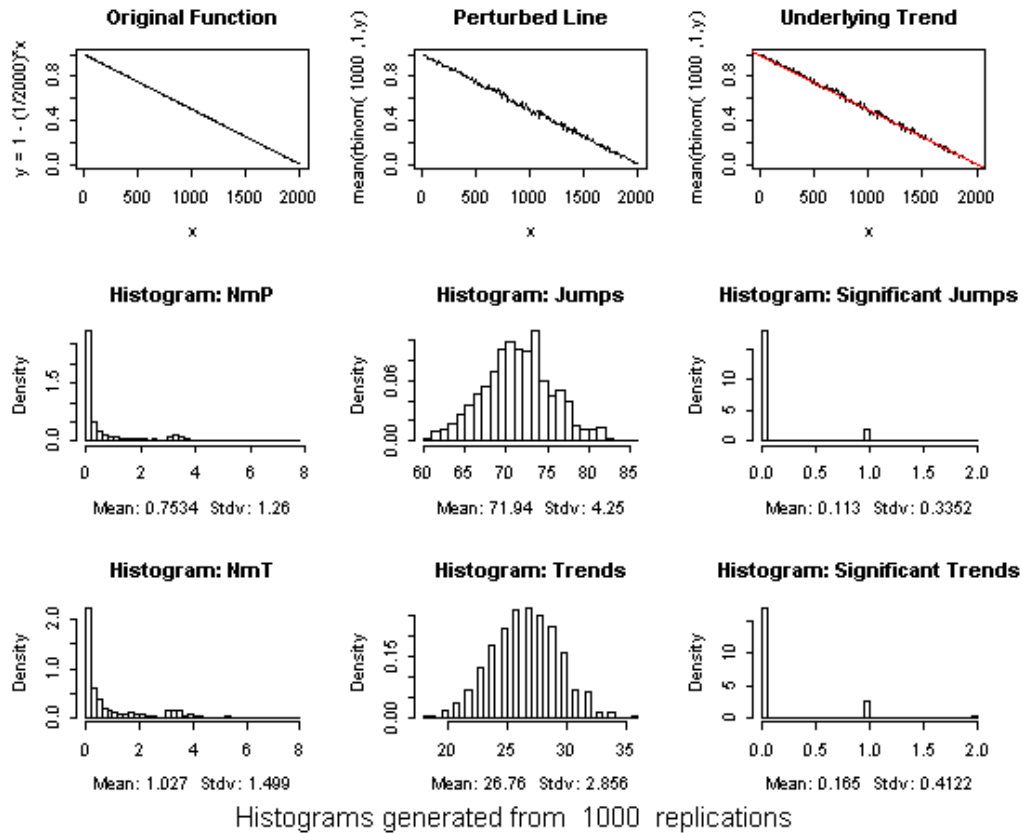 Original Function
Perturbed Line
Underlying Trend
y = 1 - (1/2000)*x
0.0 0.4 0.8
0 500 1000 1500 2000
x
mean(rbinom( 1000 ,1,y)
0.0 0.4 0.8
0 500 1000 1500 2000
x
mean(rbinom( 1000 ,1,y)
0.0 0.4 0.8
0 500 1000 1500 2000
x
Histogram: NmP
Histogram: Jumps
Histogram: Significant Jumps
Density
0.0 1.5
0 2 4 6 8
Mean: 0.7534 Stdv: 1.26
Density
0.00 0.06
60 65 70 75 80 85
Mean: 71.94 Stdv: 4.25
Density
0 5 10
0.0 0.5 1.0 1.5 2.0
Mean: 0.113 Stdv: 0.3352
Histogram: NmT
Histogram: Trends
Histogram: Significant Trends
Density
0.0 1.0 2.0
0 2 4 6 8
Mean: 1.027 Stdv: 1.499
Density
0.00 0.15
20 25 30 35
Mean: 26.76 Stdv: 2.856
Density
0 5 10
0.0 0.5 1.0 1.5 2.0
Mean: 0.165 Stdv: 0.4122
Histograms generated from 1000 replications